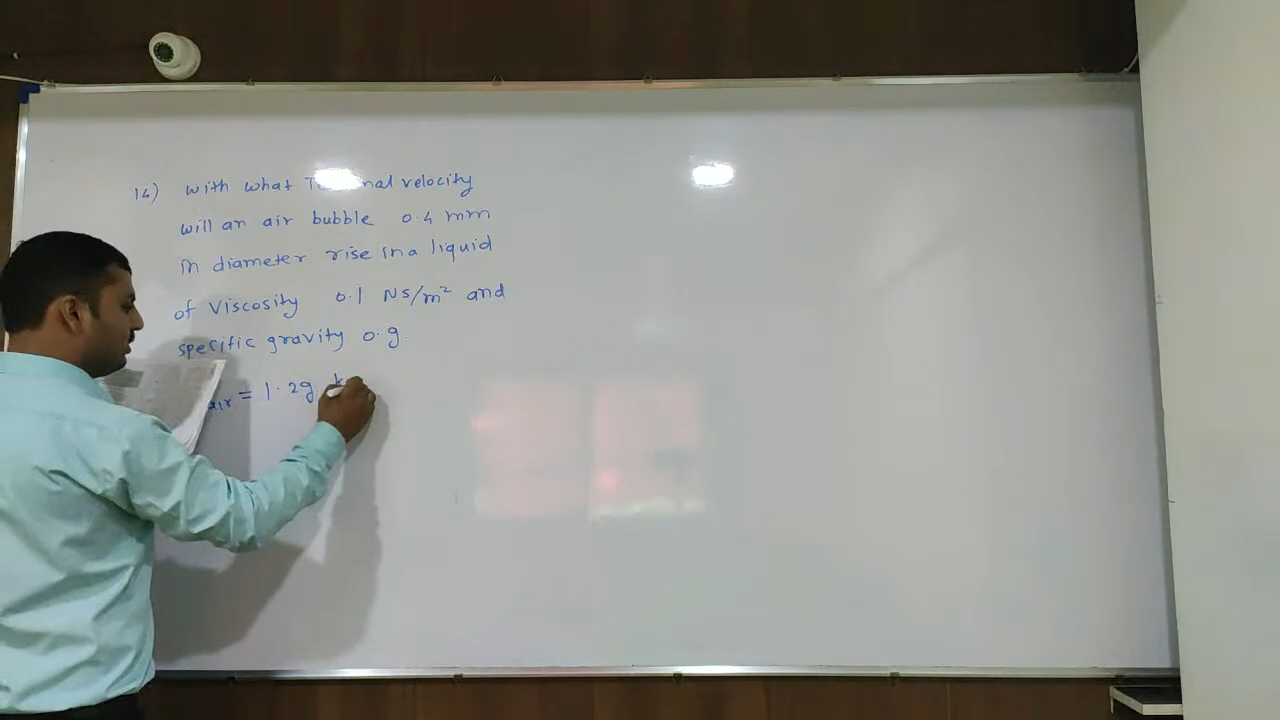 14) with what velocity
will an air bubble 0.4 mm
in diameter rise in a liquid
of viscosity 0.1 NS/m² and
specific gravity 0.9.
air = 1.29